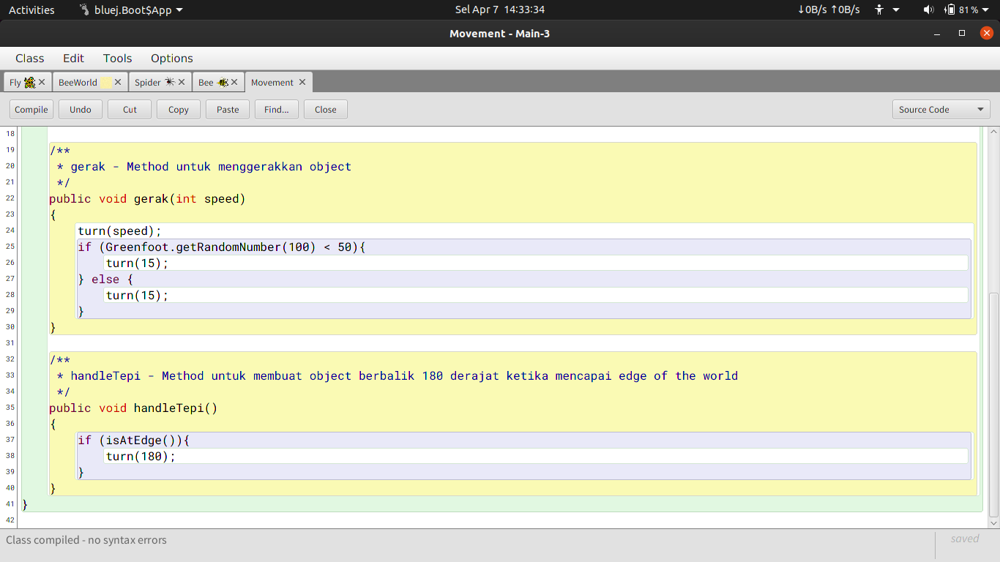 Activities bluej.Boot$App Sel Apr 7 14:33:34 ↓0B/s ↑0B/s 81%
Movement - Main-3
Class Edit Tools Options
Fly BeeWorld Spider Bee Movement
Compile Undo Cut Copy Paste Find... Close Source Code
18
19 /**
20 * gerak - Method untuk menggerakkan object
21 */
22 public void gerak(int speed)
23 {
24 turn(speed);
25 if (Greenfoot.getRandomNumber(100) < 50){
26 turn(15);
27 } else {
28 turn(15);
29 }
30 }
31
32 /**
33 * handleTepi - Method untuk membuat object berbalik 180 derajat ketika mencapai edge of the world
34 */
35 public void handleTepi()
36 {
37 if (isAtEdge()){
38 turn(180);
39 }
40 }
41 }
42
Class compiled - no syntax errors saved